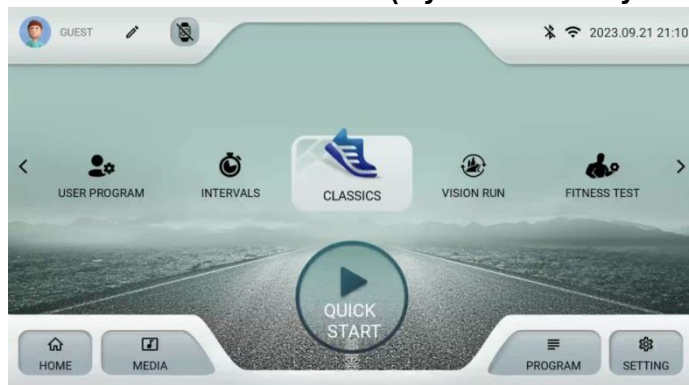 GUEST
2023.09.21 21:10
USER PROGRAM
INTERVALS
CLASSICS
VISION RUN
FITNESS TEST
QUICK
START
HOME
MEDIA
PROGRAM
SETTING